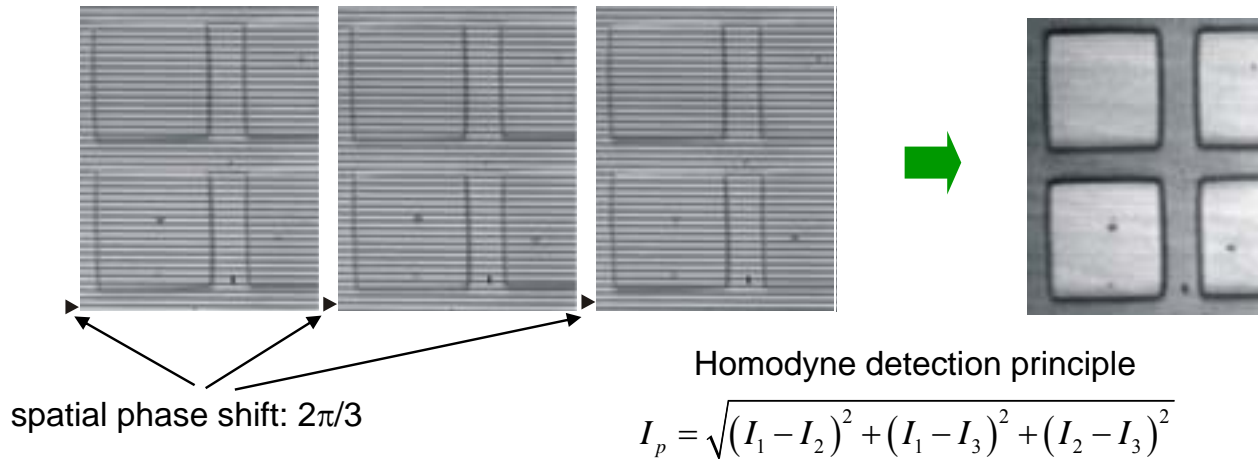 Homodyne detection principle
spatial phase shift: 2π/3
I_p = √((I_1 − I_2)^2 + (I_1 − I_3)^2 + (I_2 − I_3)^2)